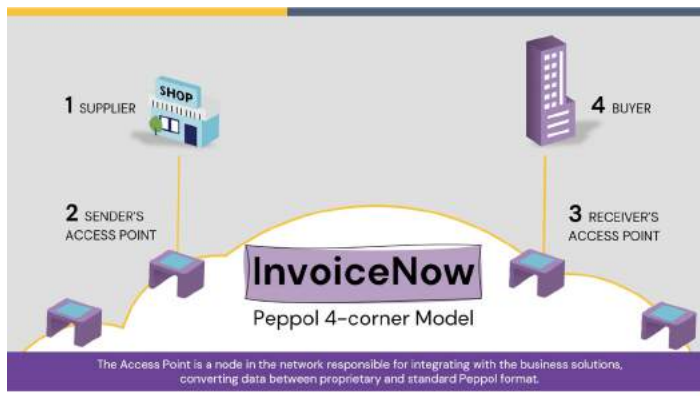 SHOP
1 SUPPLIER
4 BUYER
2 SENDER'S
ACCESS POINT
3 RECEIVER'S
ACCESS POINT
InvoiceNow
Peppol 4-corner Model
The Access Point is a node in the network responsible for integrating with the business solutions,
converting data between proprietary and standard Peppol format.